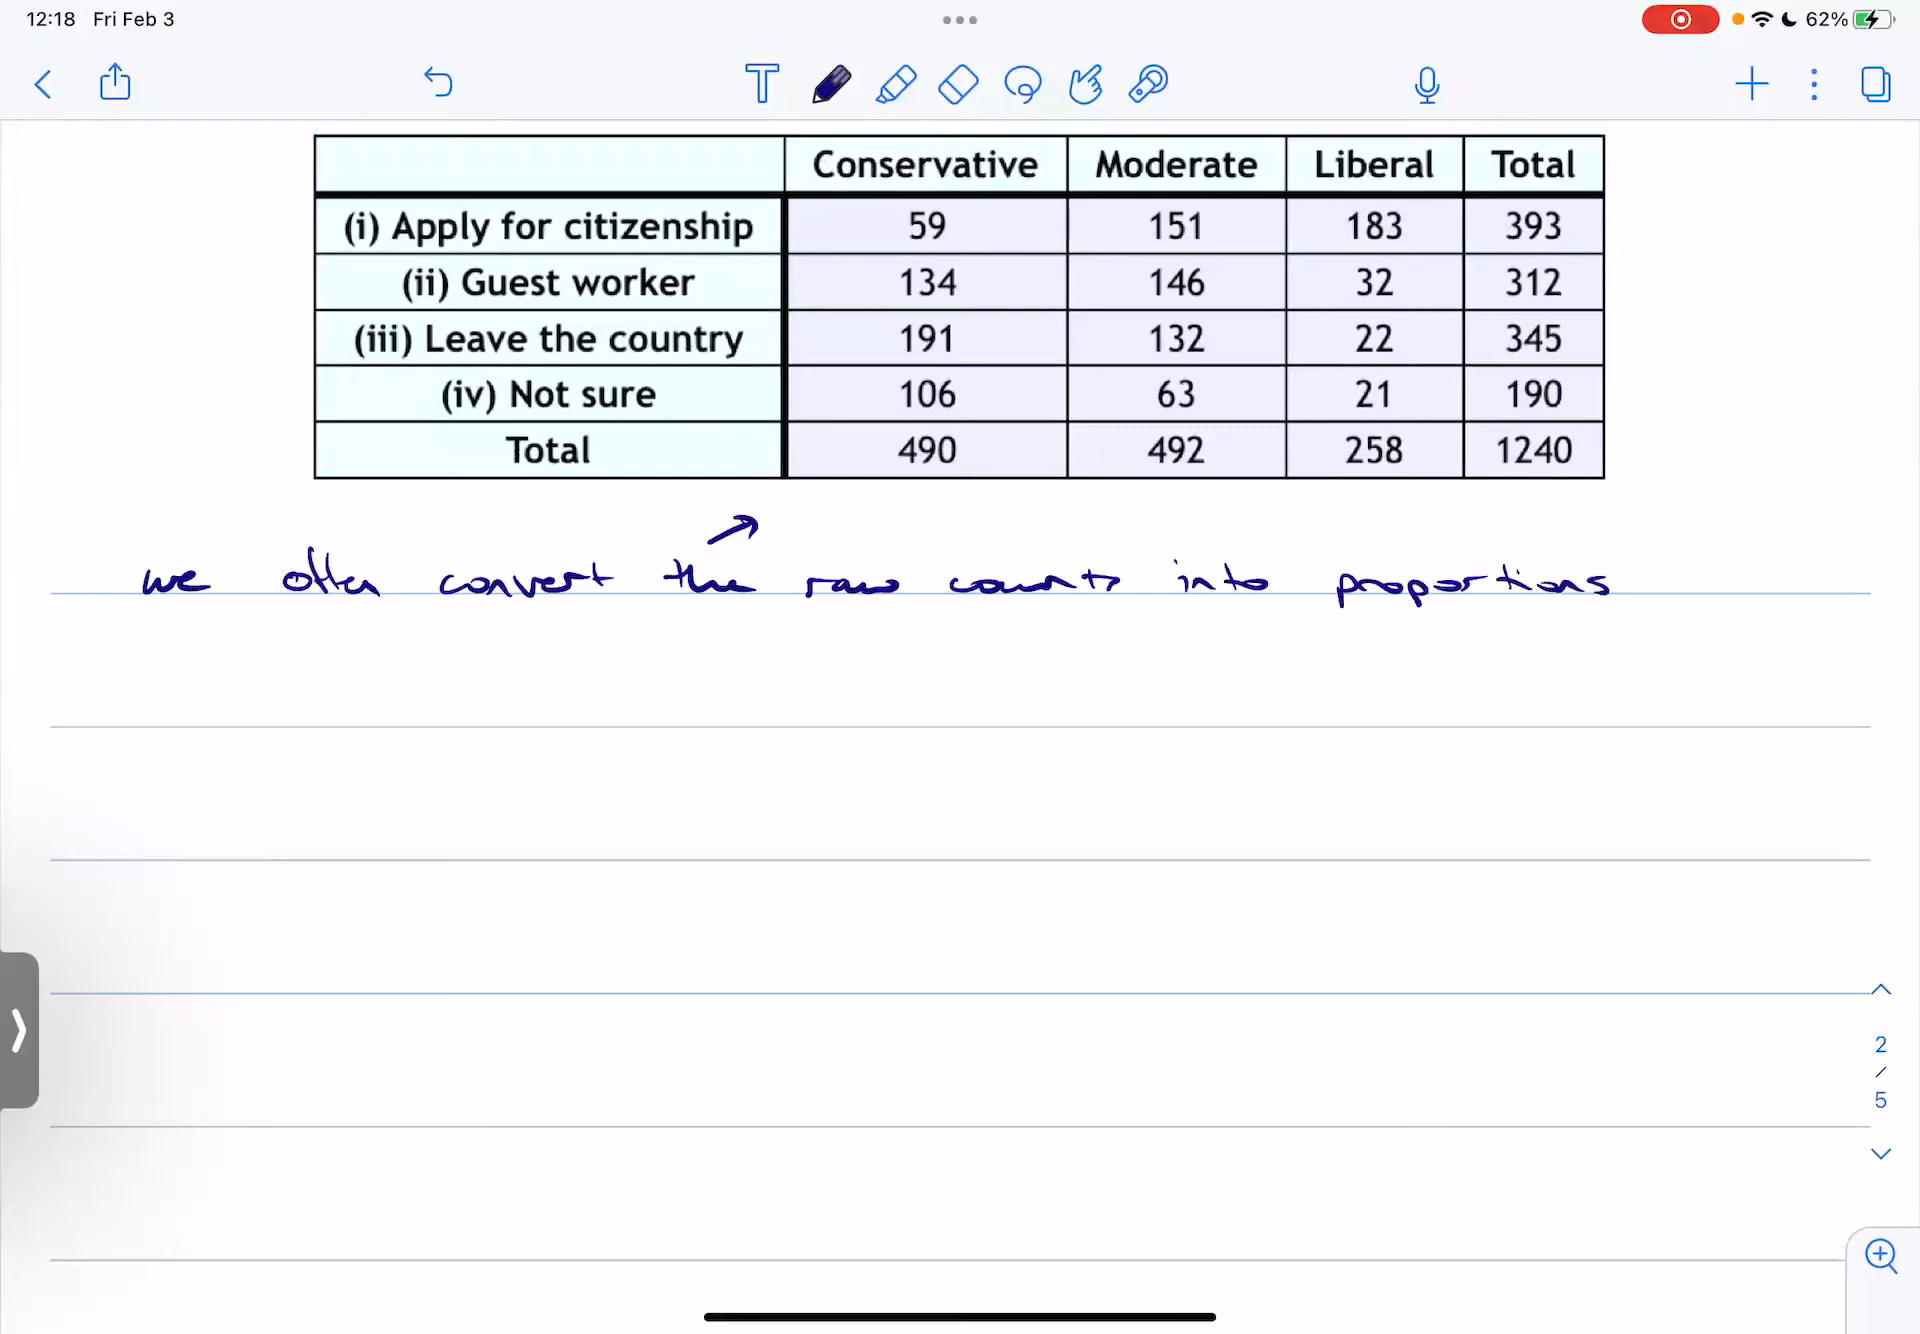 12:18 Fri Feb 3 62%
Conservative Moderate Liberal Total
(i) Apply for citizenship 59 151 183 393
(ii) Guest worker 134 146 32 312
(iii) Leave the country 191 132 22 345
(iv) Not sure 106 63 21 190
Total 490 492 258 1240
we often convert the raw counts into proportions
2
/
5